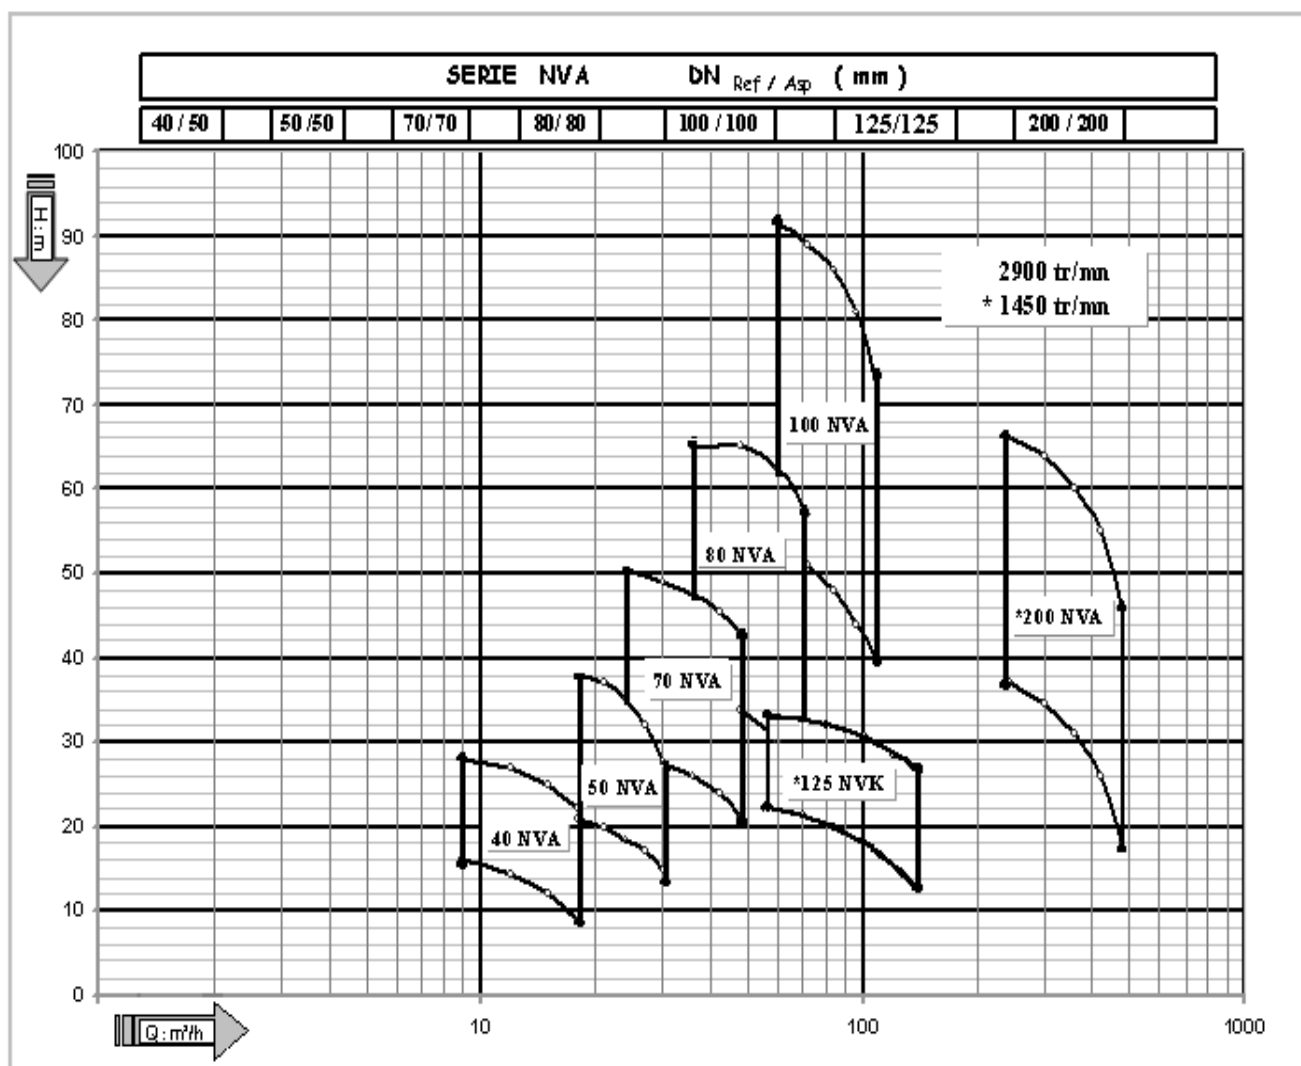 SERIE NVA DN Ref / Asp ( mm )
40 / 50 50 /50 70/ 70 80/ 80 100 / 100 125/125 200 / 200
100
H : m
90
2900 tr/mn
* 1450 tr/mn
80
70
100 NVA
60
80 NVA
50
*200 NVA
40
70 NVA
30
50 NVA
*125 NVK
20
40 NVA
10
0
Q : m³/h
10 100 1000